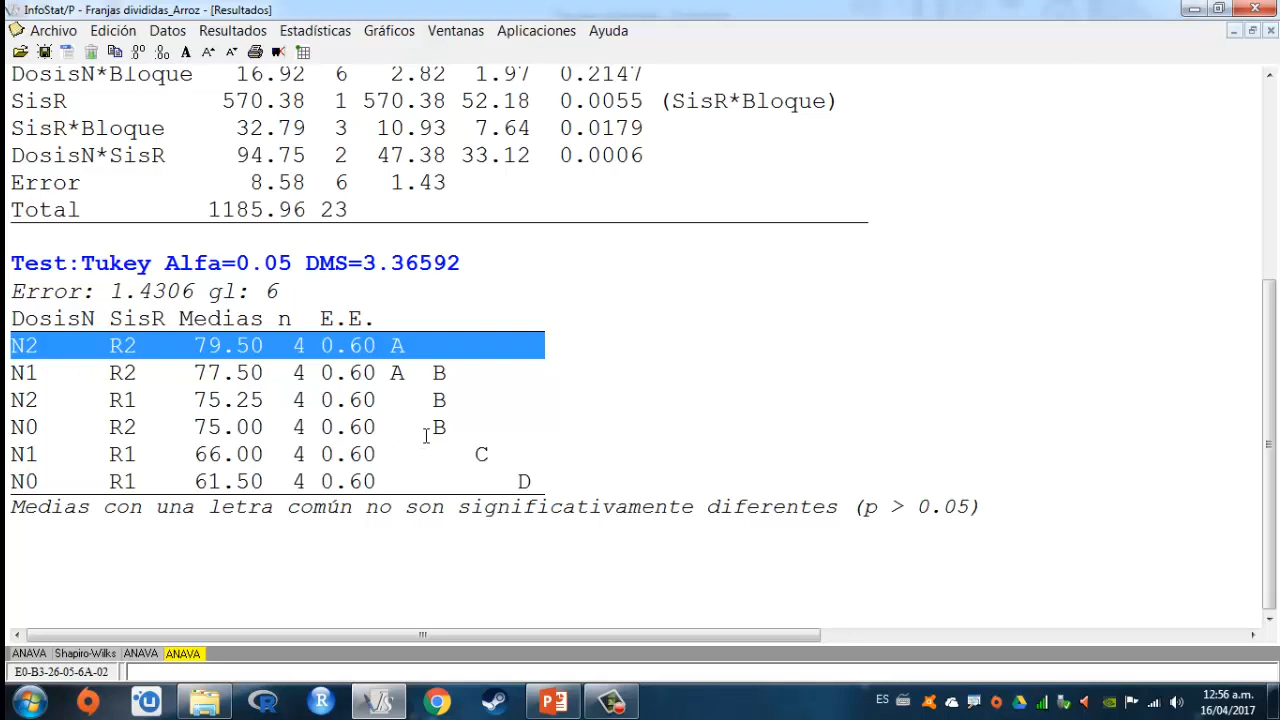 InfoStat/P - Franjas divididas_Arroz - [Resultados]
Archivo Edición Datos Resultados Estadísticas Gráficos Ventanas Aplicaciones Ayuda
DosisN*Bloque 16.92 6 2.82 1.97 0.2147
SisR 570.38 1 570.38 52.18 0.0055 (SisR*Bloque)
SisR*Bloque 32.79 3 10.93 7.64 0.0179
DosisN*SisR 94.75 2 47.38 33.12 0.0006
Error 8.58 6 1.43
Total 1185.96 23
Test:Tukey Alfa=0.05 DMS=3.36592
Error: 1.4306 gl: 6
DosisN SisR Medias n E.E.
N2 R2 79.50 4 0.60 A
N1 R2 77.50 4 0.60 A B
N2 R1 75.25 4 0.60 B
N0 R2 75.00 4 0.60 B
N1 R1 66.00 4 0.60 C
N0 R1 61.50 4 0.60 D
Medias con una letra común no son significativamente diferentes (p > 0.05)
ANAVA Shapiro-Wilks ANAVA ANAVA
E0-B3-26-05-6A-02
ES 12:56 a.m.
16/04/2017